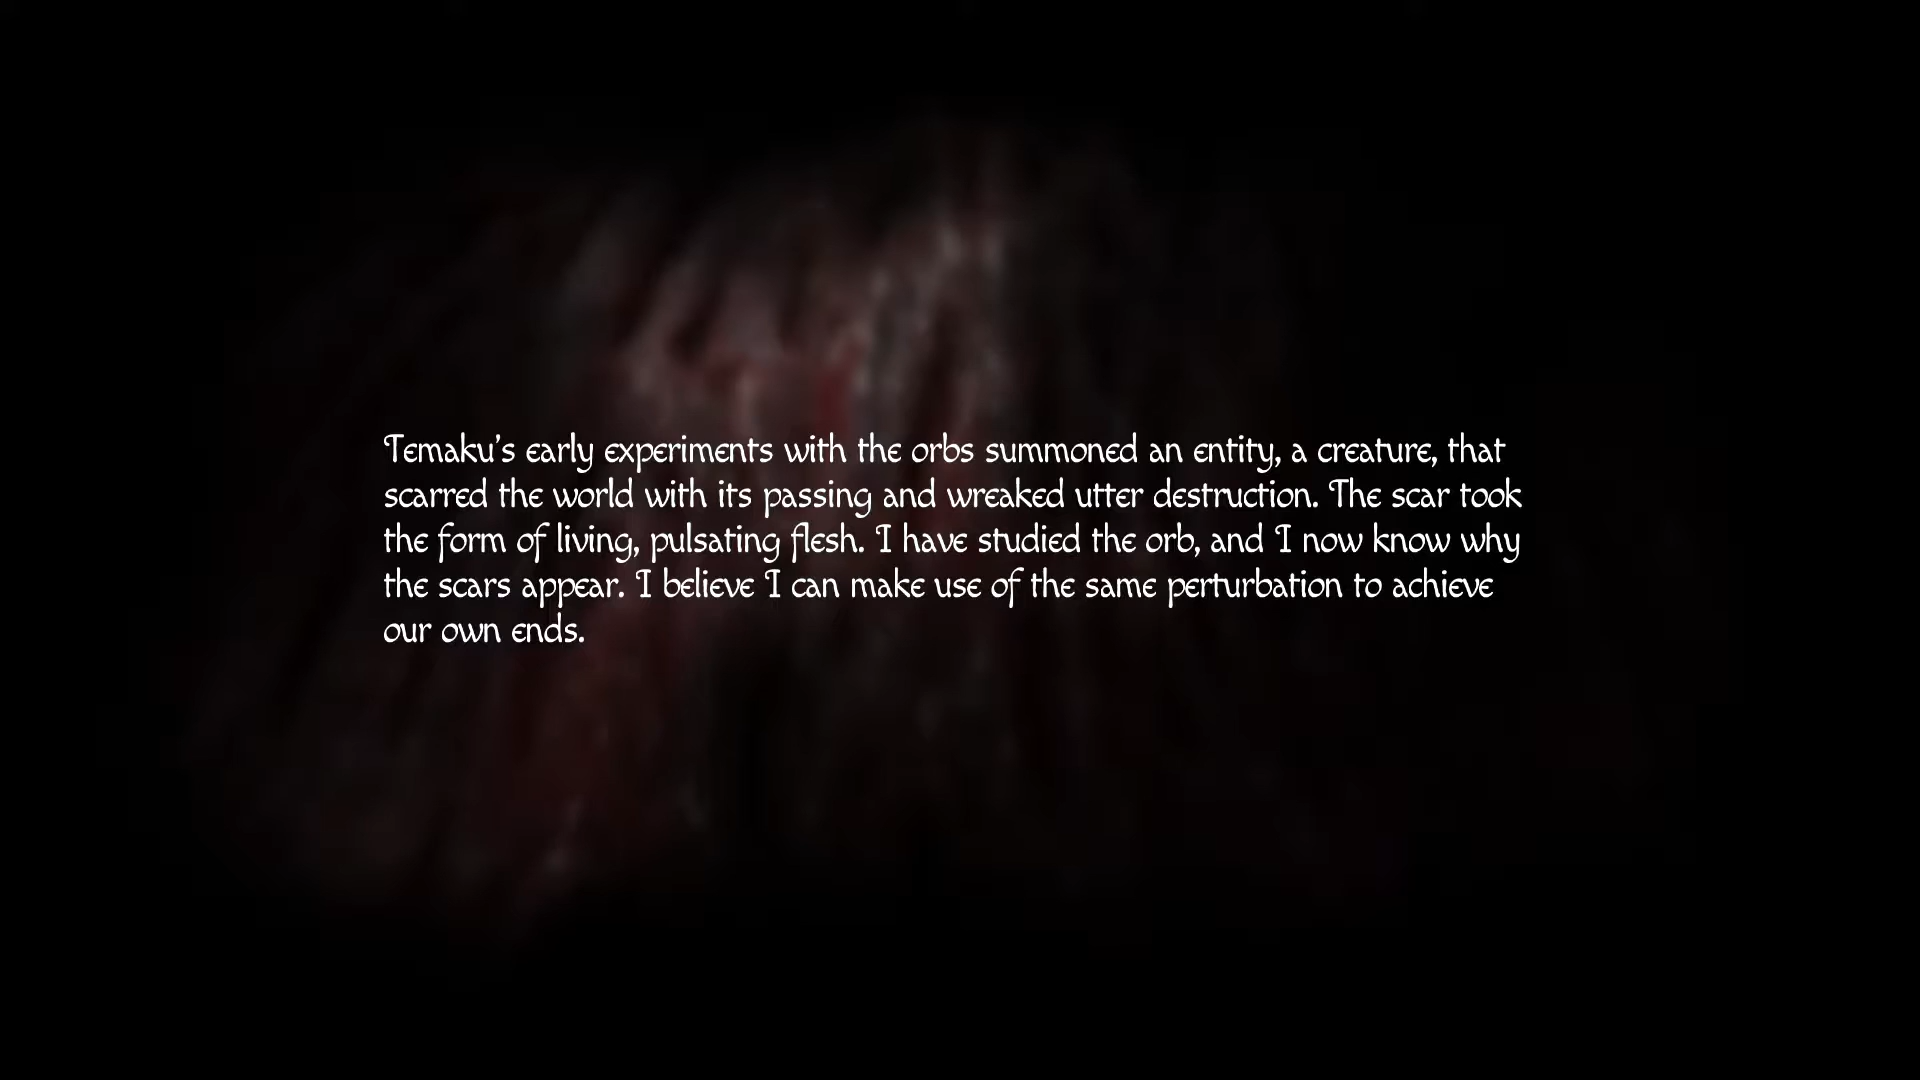 Temaku's early experiments with the orbs summoned an entity, a creature, that
scarred the world with its passing and wreaked utter destruction. The scar took
the form of living, pulsating flesh. I have studied the orb, and I now know why
the scars appear. I believe I can make use of the same perturbation to achieve
our own ends.